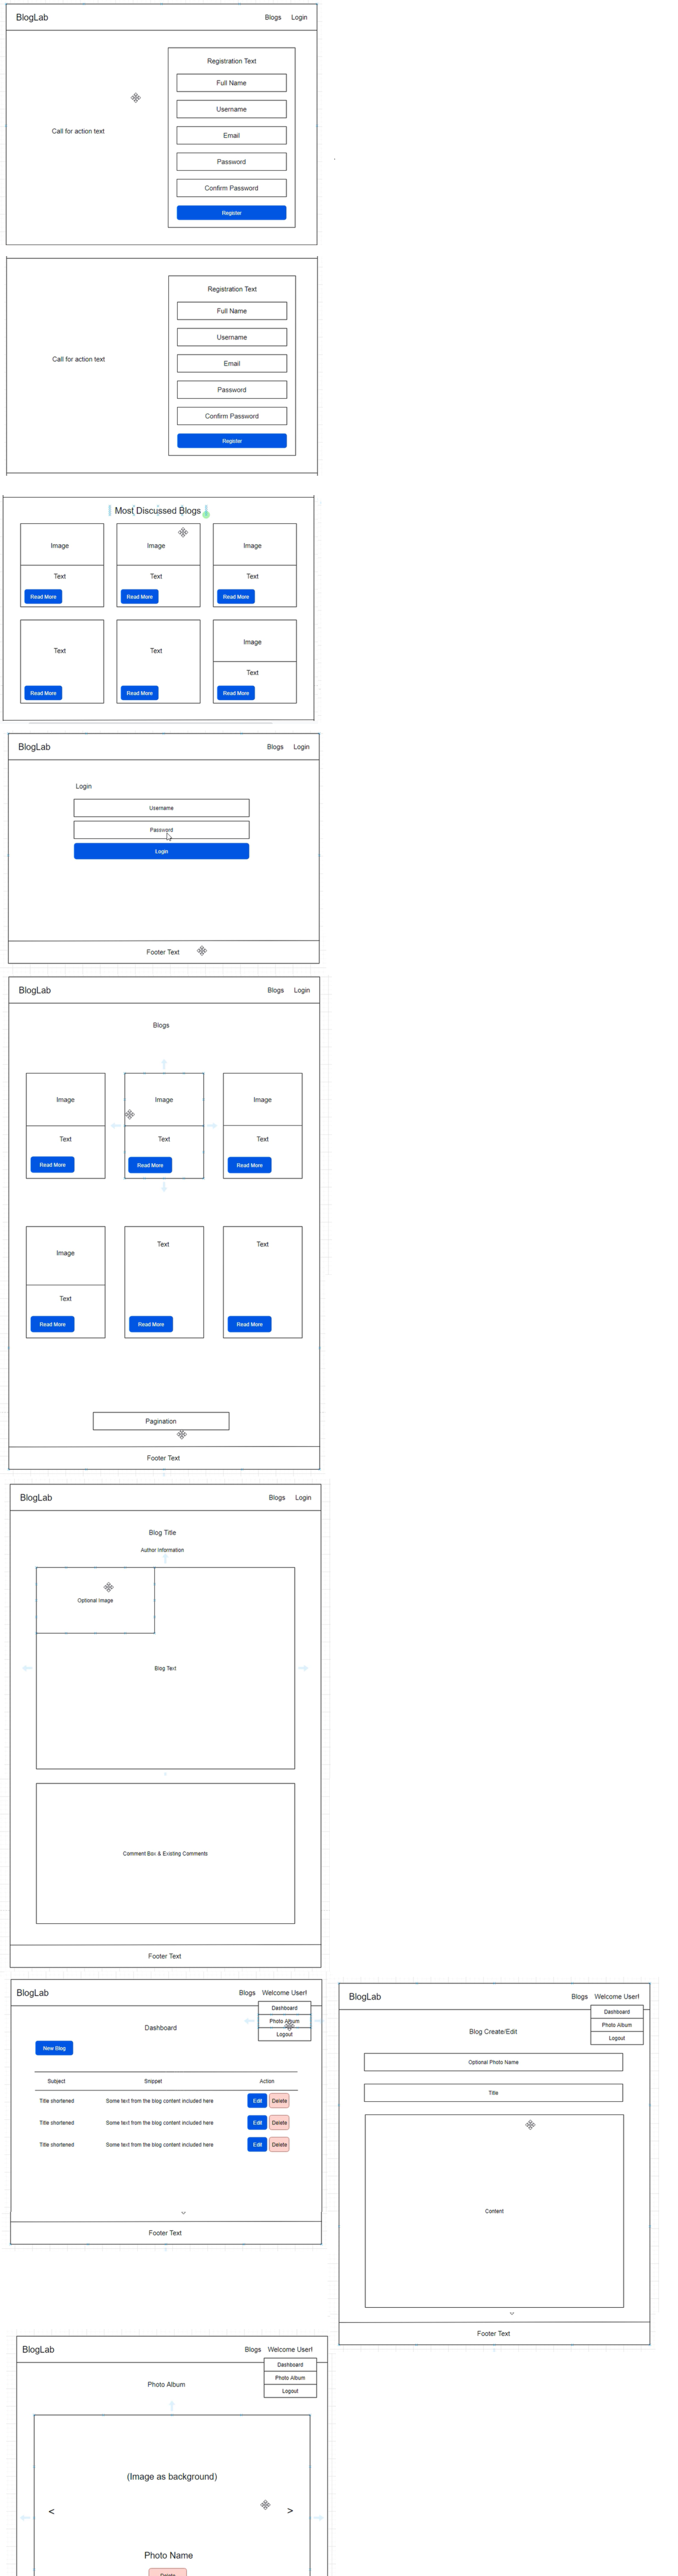 BlogLab Blogs Login
Registration Text
Full Name
Username
Email
Password
Confirm Password
Register
Call for action text
Registration Text
Full Name
Username
Email
Password
Confirm Password
Register
Call for action text
Most Discussed Blogs
Image Image Image
Text Text Text
Read More Read More Read More
Image
Text Text
Text
Read More Read More Read More
BlogLab Blogs Login
Login
Username
Password
Login
Footer Text
BlogLab Blogs Login
Blogs
Image Image Image
Text Text Text
Read More Read More Read More
Text Text
Image
Text
Read More Read More Read More
Pagination
Footer Text
BlogLab Blogs Login
Blog Title
Author Information
Optional Image
Blog Text
Comment Box & Existing Comments
Footer Text
BlogLab Blogs Welcome User!
Dashboard
Photo Album
Logout
Dashboard
New Blog
Subject Snippet Action
Title shortened Some text from the blog content included here Edit Delete
Title shortened Some text from the blog content included here Edit Delete
Title shortened Some text from the blog content included here Edit Delete
Footer Text
BlogLab Blogs Welcome User!
Dashboard
Photo Album
Logout
Blog Create/Edit
Optional Photo Name
Title
Content
Footer Text
BlogLab Blogs Welcome User!
Dashboard
Photo Album
Logout
Photo Album
(Image as background)
< >
Photo Name
Delete